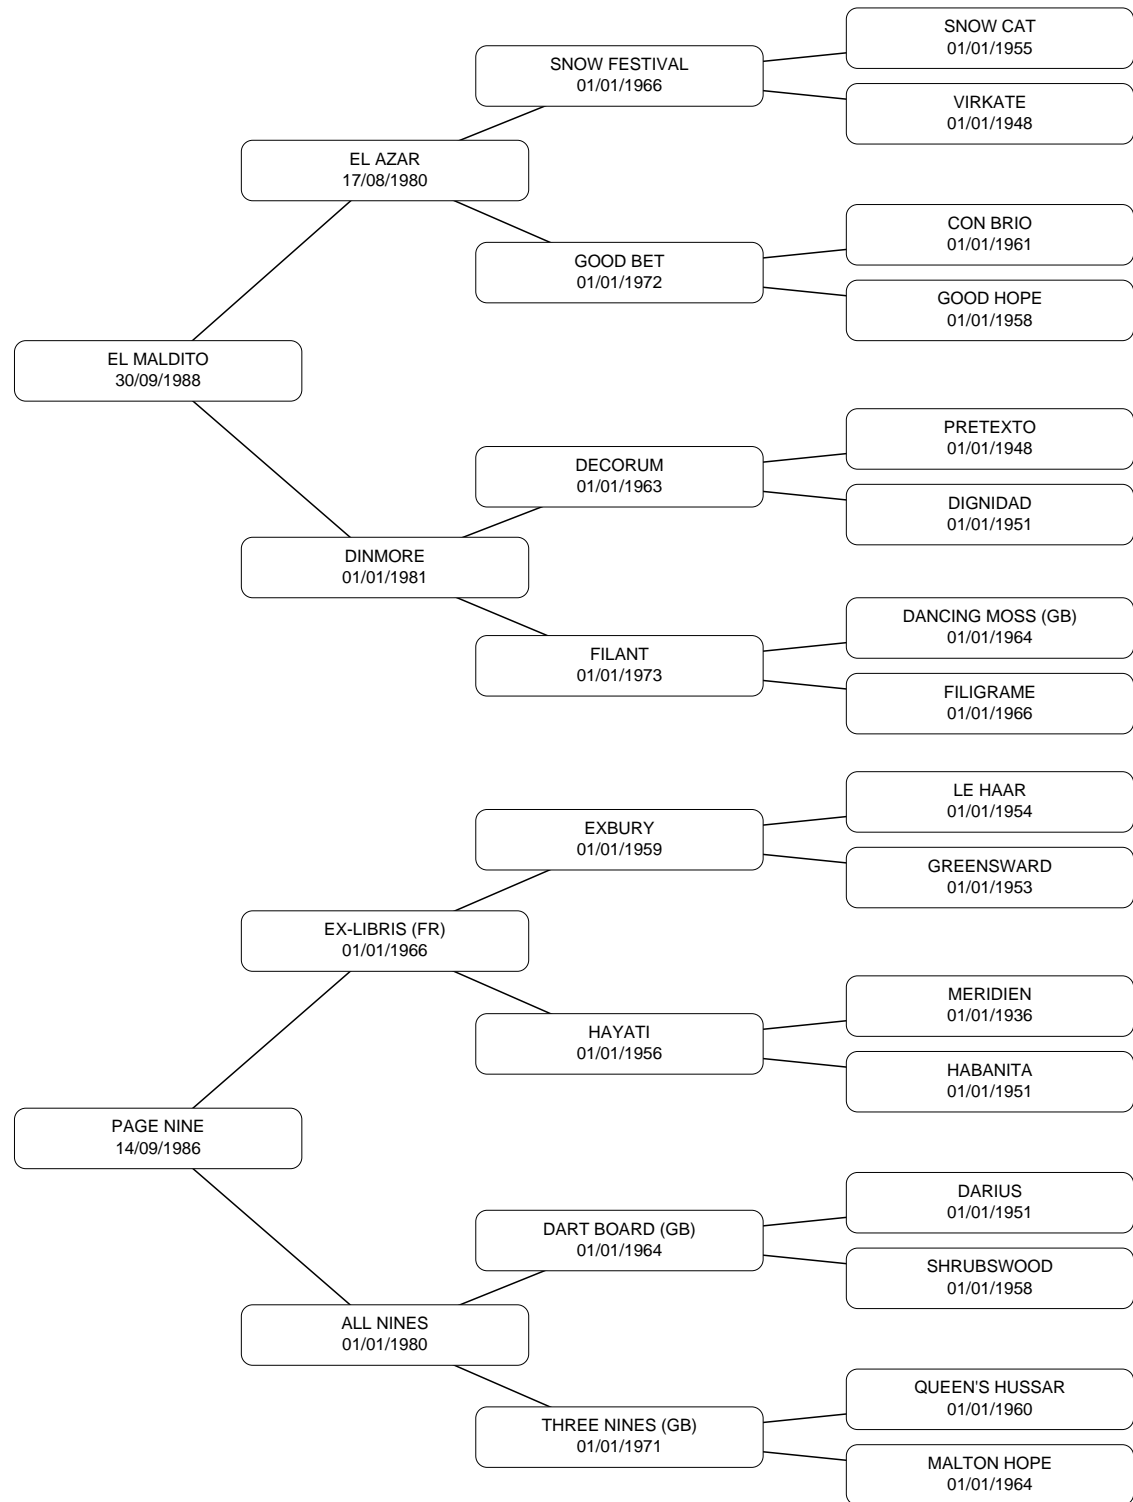 SNOW CAT
01/01/1955
SNOW FESTIVAL
01/01/1966
VIRKATE
01/01/1948
EL AZAR
17/08/1980
CON BRIO
01/01/1961
GOOD BET
01/01/1972
GOOD HOPE
01/01/1958
EL MALDITO
30/09/1988
PRETEXTO
01/01/1948
DECORUM
01/01/1963
DIGNIDAD
01/01/1951
DINMORE
01/01/1981
DANCING MOSS (GB)
01/01/1964
FILANT
01/01/1973
FILIGRAME
01/01/1966
LE HAAR
01/01/1954
EXBURY
01/01/1959
GREENSWARD
01/01/1953
EX-LIBRIS (FR)
01/01/1966
MERIDIEN
01/01/1936
HAYATI
01/01/1956
HABANITA
01/01/1951
PAGE NINE
14/09/1986
DARIUS
01/01/1951
DART BOARD (GB)
01/01/1964
SHRUBSWOOD
01/01/1958
ALL NINES
01/01/1980
QUEEN'S HUSSAR
01/01/1960
THREE NINES (GB)
01/01/1971
MALTON HOPE
01/01/1964